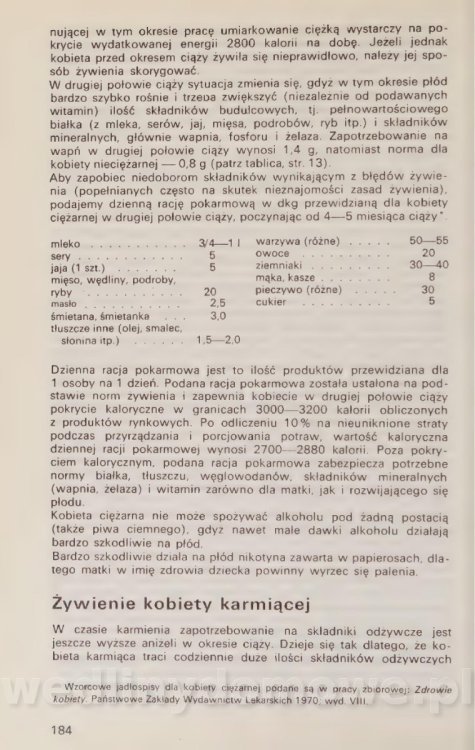 nującej w tym okresie pracę umiarkowanie ciężką wystarczy na po-
krycie wydatkowanej energii 2800 kalorii na dobę. Jeżeli jednak
kobieta przed okresem ciąży żywiła się nieprawidłowo, należy jej spo-
sób żywienia skorygować.
W drugiej połowie ciąży sytuacja zmienia się, gdyż w tym okresie płód
bardzo szybko rośnie i trzeba zwiększyć (niezależnie od podawanych
witamin) ilość składników budulcowych, tj. pełnowartościowego
białka (z mleka, serów, jaj, mięsa, podrobów, ryb itp.) i składników
mineralnych, głównie wapnia, fosforu i żelaza. Zapotrzebowanie na
wapń w drugiej połowie ciąży wynosi 1,4 g, natomiast norma dla
kobiety nieciężarnej — 0,8 g (patrz tablica, str. 13).
Aby zapobiec niedoborom składników wynikającym z błędów żywie-
nia (popełnianych często na skutek nieznajomości zasad żywienia),
podajemy dzienną rację pokarmową w dkg przewidzianą dla kobiety
ciężarnej w drugiej połowie ciąży, poczynając od 4—5 miesiąca ciąży*.
mleko . . . . . . . . . . . 3/4—1 l
sery . . . . . . . . . . . . 5
jaja (1 szt.) . . . . . . . . 5
mięso, wędliny, podroby,
ryby . . . . . . . . . . . 20
masło . . . . . . . . . . . 2,5
śmietana, śmietanka . . . 3,0
tłuszcze inne (olej, smalec,
słonina itp.) . . . . . . 1,5—2,0
warzywa (różne) . . . . . 50—55
owoce . . . . . . . . . . 20
ziemniaki . . . . . . . . 30—40
mąka, kasze . . . . . . . 8
pieczywo (różne) . . . . . 30
cukier . . . . . . . . . . 5
Dzienna racja pokarmowa jest to ilość produktów przewidziana dla
1 osoby na 1 dzień. Podana racja pokarmowa została ustalona na pod-
stawie norm żywienia i zapewnia kobiecie w drugiej połowie ciąży
pokrycie kaloryczne w granicach 3000—3200 kalorii obliczonych
z produktów rynkowych. Po odliczeniu 10% na nieuniknione straty
podczas przyrządzania i porcjowania potraw, wartość kaloryczna
dziennej racji pokarmowej wynosi 2700—2880 kalorii. Poza pokry-
ciem kalorycznym, podana racja pokarmowa zabezpiecza potrzebne
normy białka, tłuszczu, węglowodanów, składników mineralnych
(wapnia, żelaza) i witamin zarówno dla matki, jak i rozwijającego się
płodu.
Kobieta ciężarna nie może spożywać alkoholu pod żadną postacią
(także piwa ciemnego), gdyż nawet małe dawki alkoholu działają
bardzo szkodliwie na płód.
Bardzo szkodliwie działa na płód nikotyna zawarta w papierosach, dla-
tego matki w imię zdrowia dziecka powinny wyrzec się palenia.
Żywienie kobiety karmiącej
W czasie karmienia zapotrzebowanie na składniki odżywcze jest
jeszcze wyższe aniżeli w okresie ciąży. Dzieje się tak dlatego, że ko-
bieta karmiąca traci codziennie duże ilości składników odżywczych
Wzorcowe jadłospisy dla kobiety ciężarnej podane są w pracy zbiorowej: Zdrowie
kobiety. Państwowe Zakłady Wydawnictw Lekarskich 1970, wyd. VIII.
wedlinydomowe.pl
184